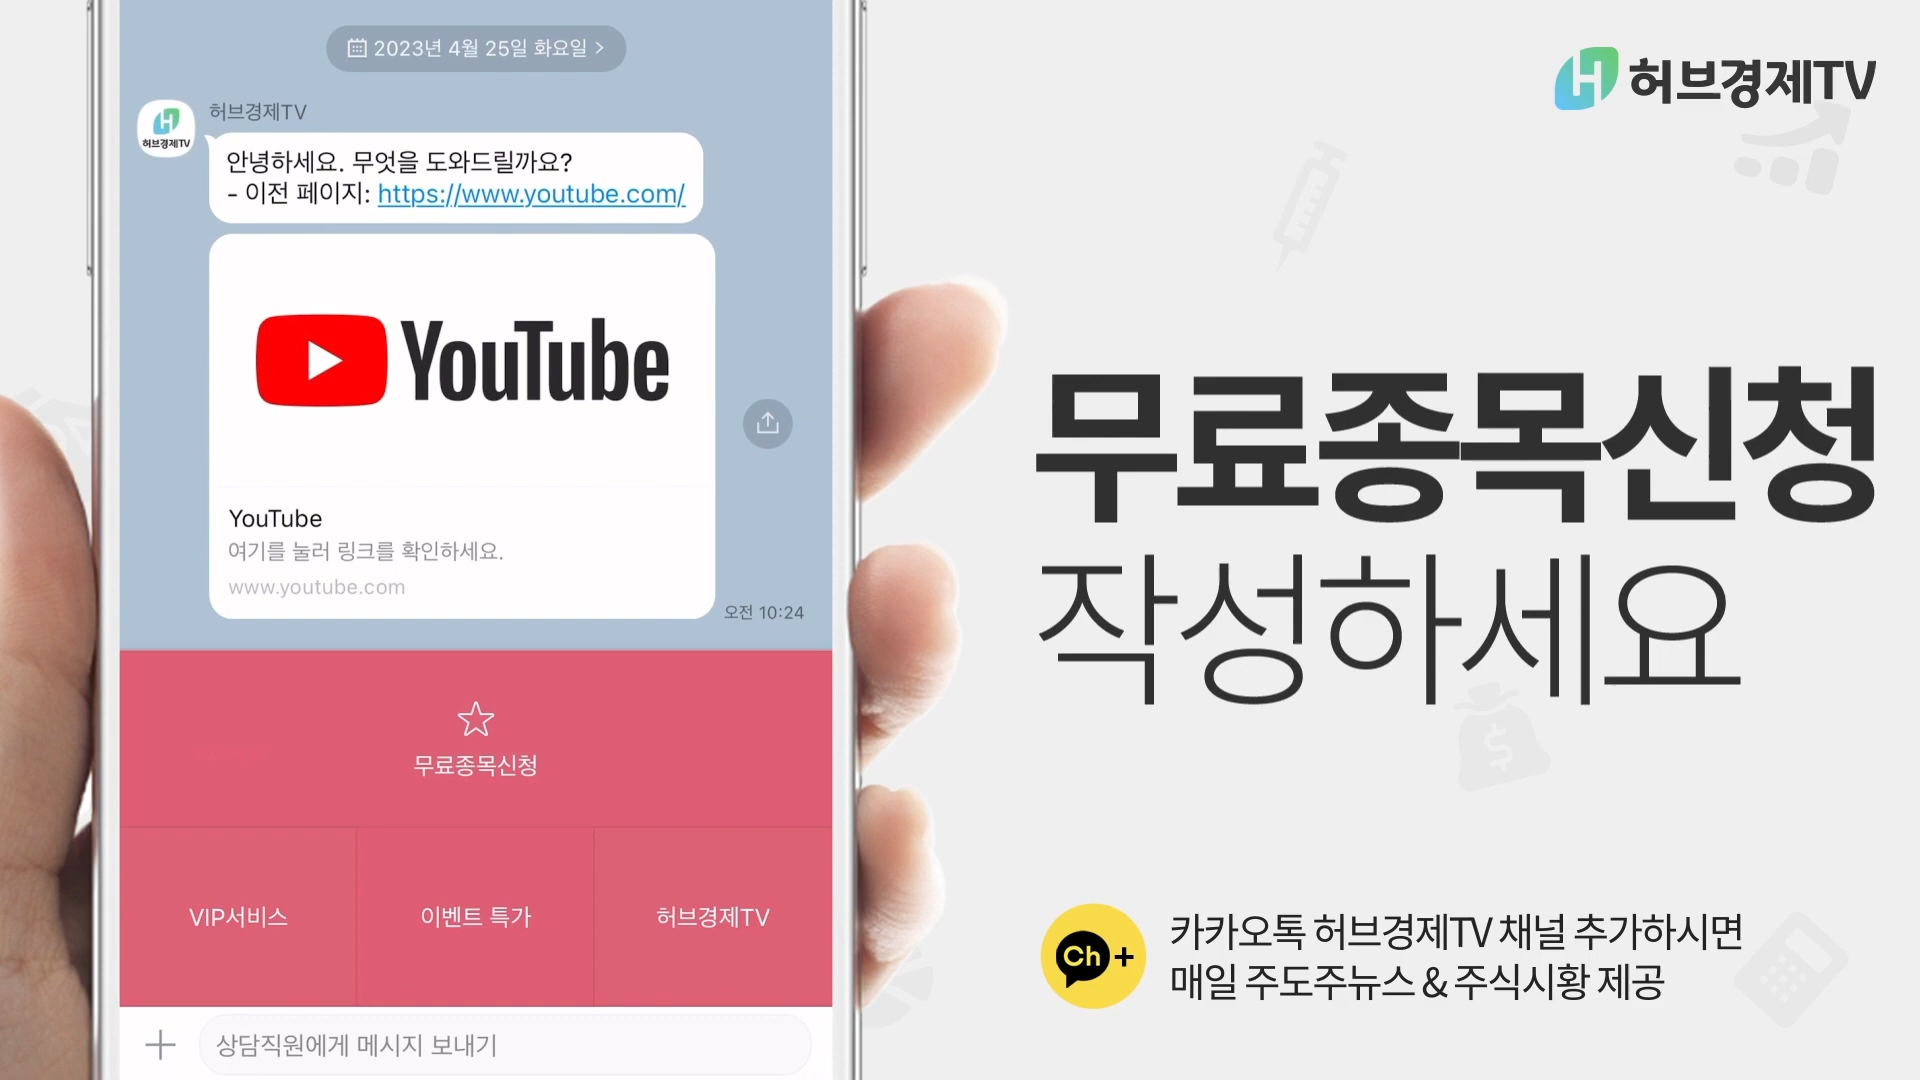 2023년 4월 25일 화요일 >
허브경제TV
허브경제TV
안녕하세요. 무엇을 도와드릴까요?
- 이전 페이지: https://www.youtube.com/
YouTube
YouTube
여기를 눌러 링크를 확인하세요.
www.youtube.com
오전 10:24
무료종목신청
VIP서비스
이벤트 특가
허브경제TV
상담직원에게 메시지 보내기
H 허브경제TV
무료종목신청
작성하세요
Ch+
카카오톡 허브경제TV 채널 추가하시면
매일 주도주뉴스 & 주식시황 제공